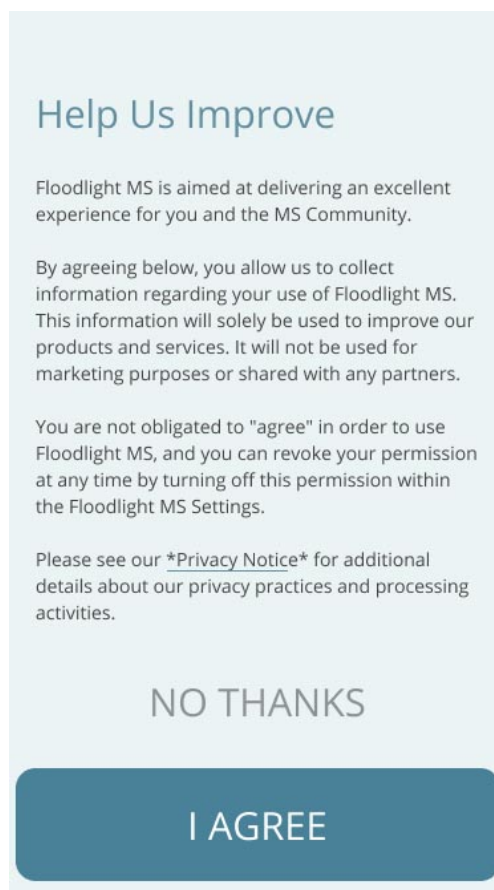 Help Us Improve
Floodlight MS is aimed at delivering an excellent
experience for you and the MS Community.
By agreeing below, you allow us to collect
information regarding your use of Floodlight MS.
This information will solely be used to improve our
products and services. It will not be used for
marketing purposes or shared with any partners.
You are not obligated to "agree" in order to use
Floodlight MS, and you can revoke your permission
at any time by turning off this permission within
the Floodlight MS Settings.
Please see our *Privacy Notice* for additional
details about our privacy practices and processing
activities.
NO THANKS
I AGREE